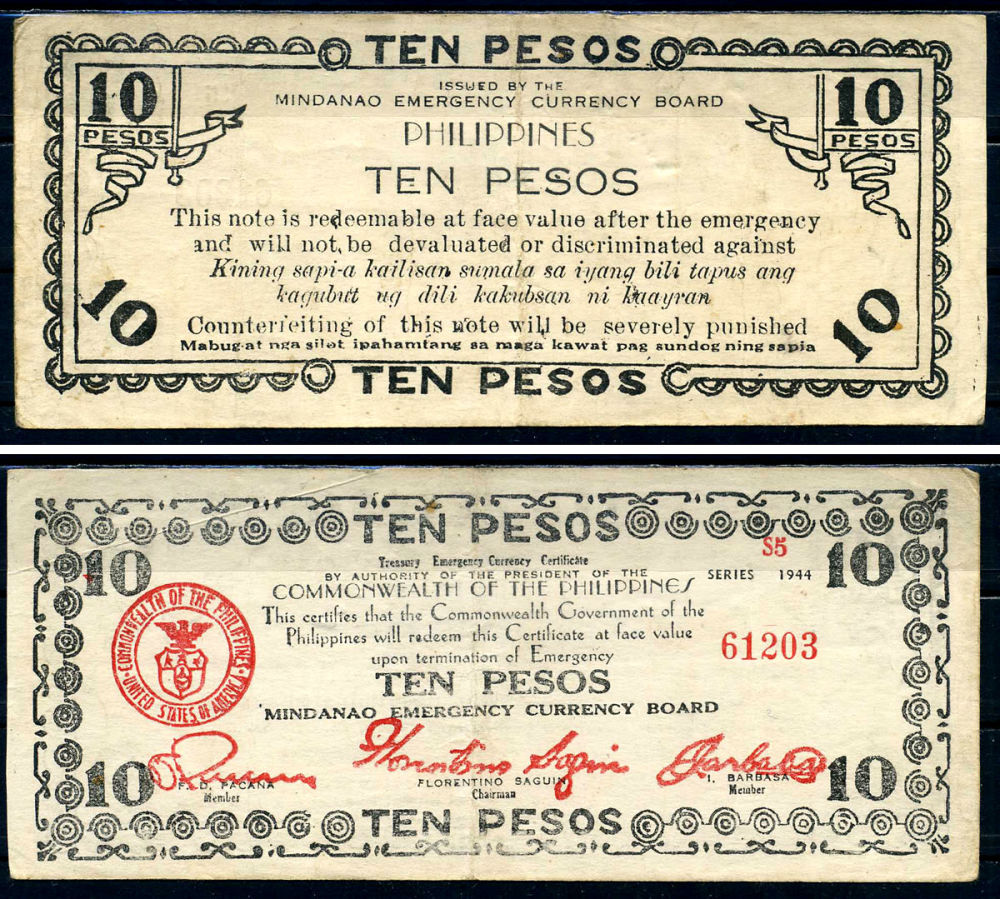 TEN PESOS
10
PESOS
10
PESOS
ISSUED BY THE
MINDANAO EMERGENCY CURRENCY BOARD
PHILIPPINES
TEN PESOS
This note is redeemable at face value after the emergency
and will not be devaluated or discriminated against
Kining sapi-a kailisan sumala sa iyang bili tapus ang
kagubut ug dili kakubsan ni kaayran
10
10
Counterfeiting of this note will be severely punished
Mabug-at nga silot ipahamtang sa maga kawat pag sundog ning sapia
TEN PESOS
TEN PESOS
10
S5
10
Treasury Emergency Currency Certificate
BY AUTHORITY OF THE PRESIDENT OF THE
SERIES 1944
COMMONWEALTH OF THE PHILIPPINES
COMMONWEALTH OF THE PHILIPPINES
UNITED STATES OF AMERICA
This certifies that the Commonwealth Government of the
Philippines will redeem this Certificate at face value
61203
upon termination of Emergency
TEN PESOS
MINDANAO EMERGENCY CURRENCY BOARD
Florentino Saguin
10
F.D. PACANA
Member
FLORENTINO SAGUIN
Chairman
I. BARBASA
Member
10
TEN PESOS